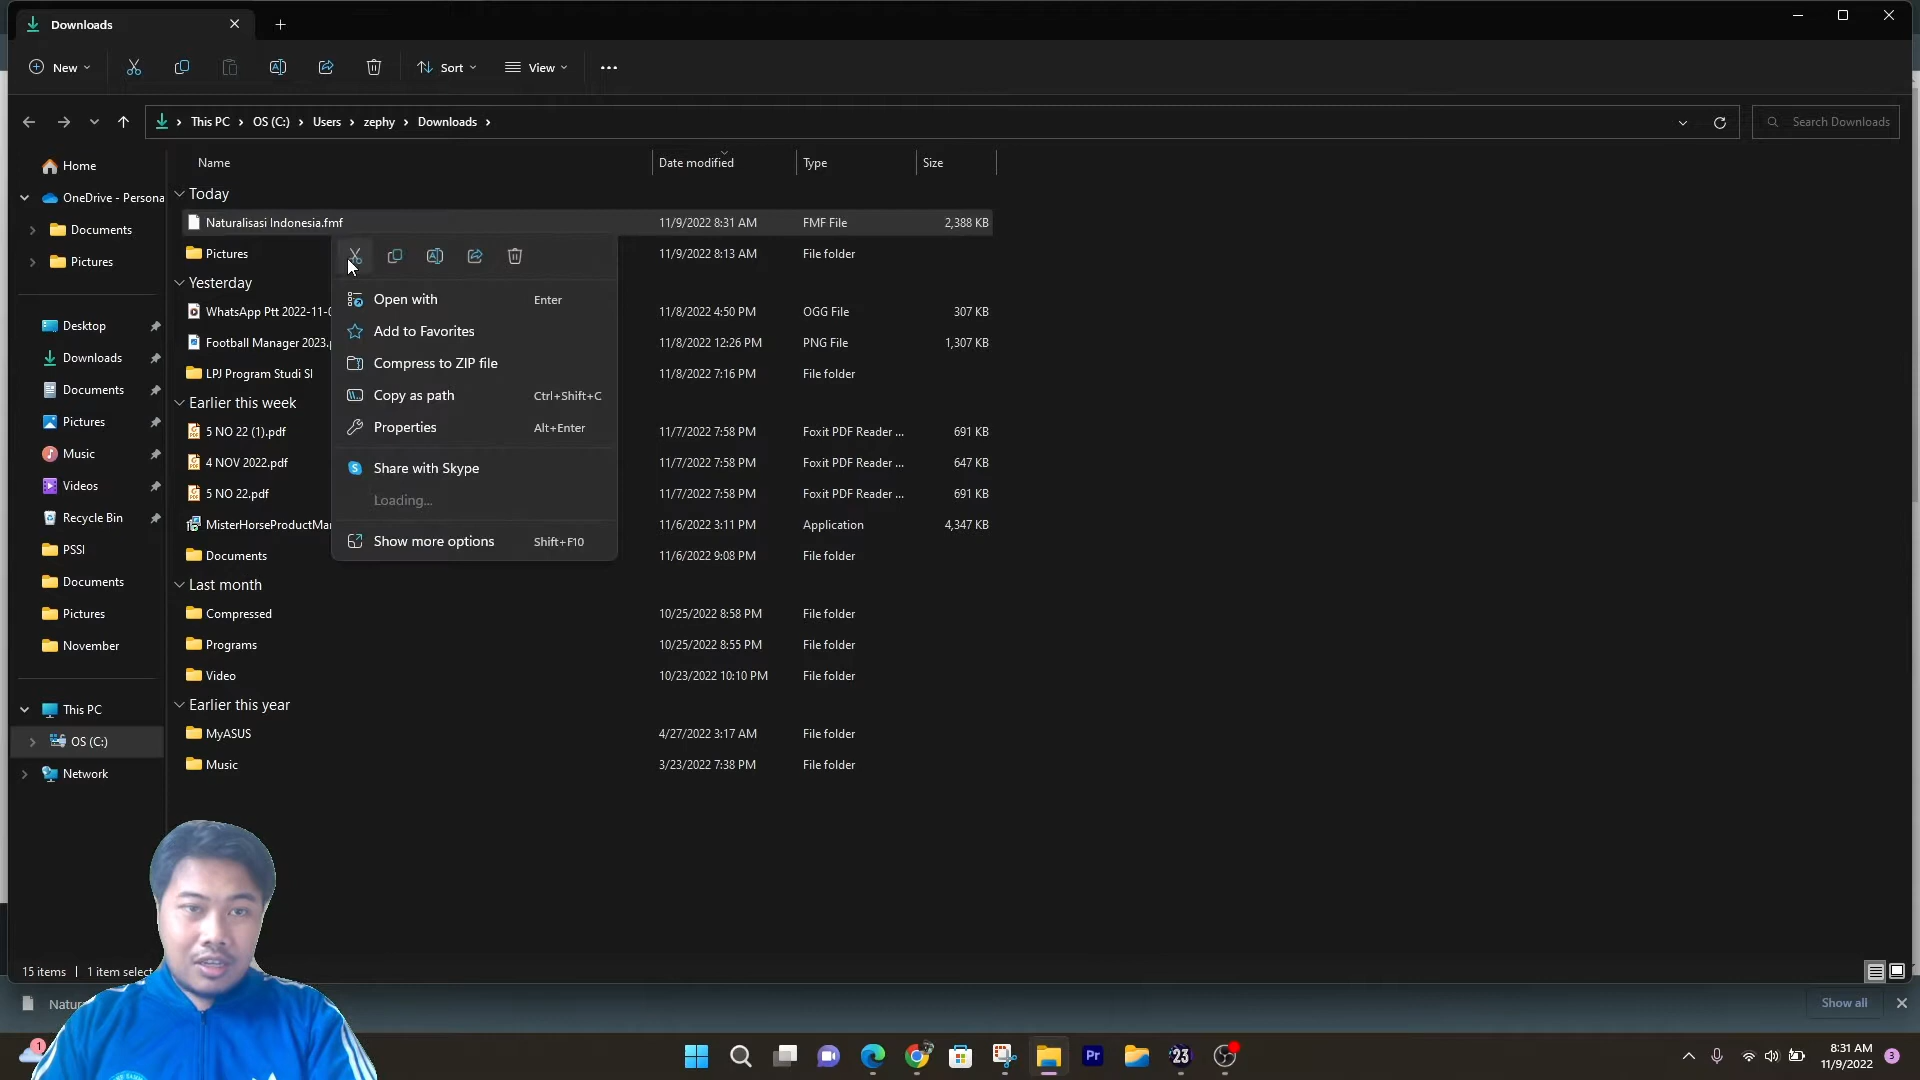 Downloads
New
Sort
View
This PC
OS (C:)
Users
zephy
Downloads
Search Downloads
Name
Date modified
Type
Size
Home
OneDrive - Persona
Documents
Pictures
Desktop
Downloads
Documents
Pictures
Music
Videos
Recycle Bin
PSSI
Documents
Pictures
November
This PC
OS (C:)
Network
Today
Naturalisasi Indonesia.fmf 11/9/2022 8:31 AM FMF File 2,388 KB
Pictures 11/9/2022 8:13 AM File folder
Yesterday
WhatsApp Ptt 2022-11-0 11/8/2022 4:50 PM OGG File 307 KB
Football Manager 2023.p 11/8/2022 12:26 PM PNG File 1,307 KB
LPJ Program Studi SI 11/8/2022 7:16 PM File folder
Earlier this week
5 NO 22 (1).pdf 11/7/2022 7:58 PM Foxit PDF Reader ... 691 KB
4 NOV 2022.pdf 11/7/2022 7:58 PM Foxit PDF Reader ... 647 KB
5 NO 22.pdf 11/7/2022 7:58 PM Foxit PDF Reader ... 691 KB
MisterHorseProductMa 11/6/2022 3:11 PM Application 4,347 KB
Documents 11/6/2022 9:08 PM File folder
Last month
Compressed 10/25/2022 8:58 PM File folder
Programs 10/25/2022 8:55 PM File folder
Video 10/23/2022 10:10 PM File folder
Earlier this year
MyASUS 4/27/2022 3:17 AM File folder
Music 3/23/2022 7:38 PM File folder
Open with Enter
Add to Favorites
Compress to ZIP file
Copy as path Ctrl+Shift+C
Properties Alt+Enter
Share with Skype
Loading...
Show more options Shift+F10
15 items 1 item select
Natur
Show all
1
Pr
23
8:31 AM
11/9/2022
3